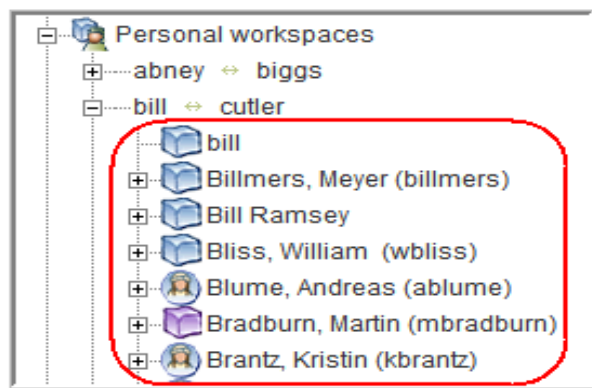 Personal workspaces
abney ↔ biggs
bill ↔ cutler
bill
Billmers, Meyer (billmers)
Bill Ramsey
Bliss, William (wbliss)
Blume, Andreas (ablume)
Bradburn, Martin (mbradburn)
Brantz, Kristin (kbrantz)